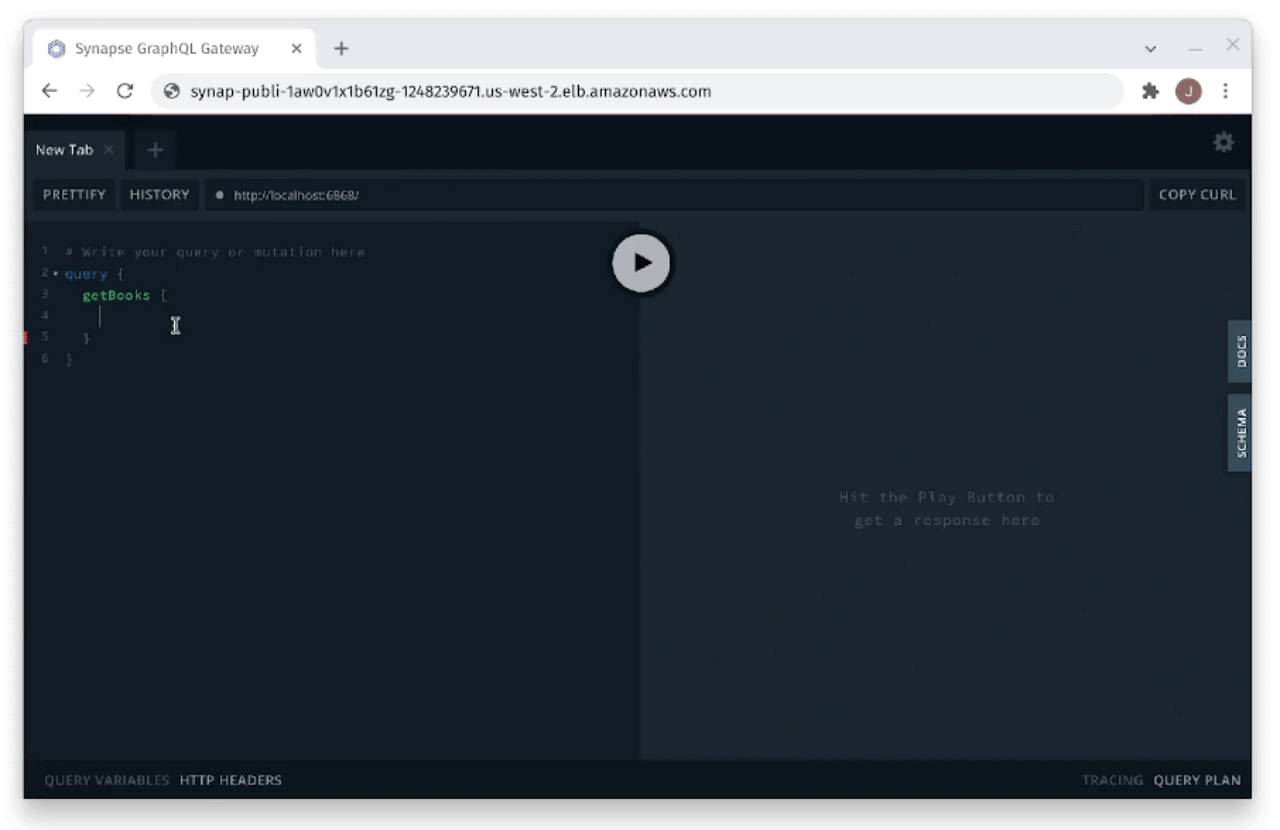 Synapse GraphQL Gateway
synap-publi-1aw0v1x1b61zg-1248239671.us-west-2.elb.amazonaws.com
J
New Tab
PRETTIFY HISTORY http://localhost:6868/ COPY CURL
1 # Write your query or mutation here
2 query {
3 getBooks {
4
5 }
6 }
DOCS
SCHEMA
Hit the Play Button to
get a response here
QUERY VARIABLES HTTP HEADERS TRACING QUERY PLAN